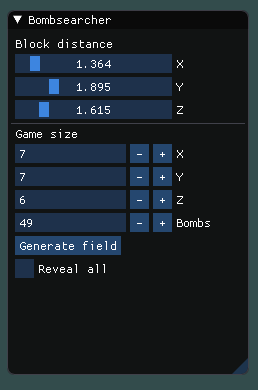 Bombsearcher
Block distance
1.364 X
1.895 Y
1.615 Z
Game size
7 - + X
7 - + Y
6 - + Z
49 - + Bombs
Generate field
Reveal all